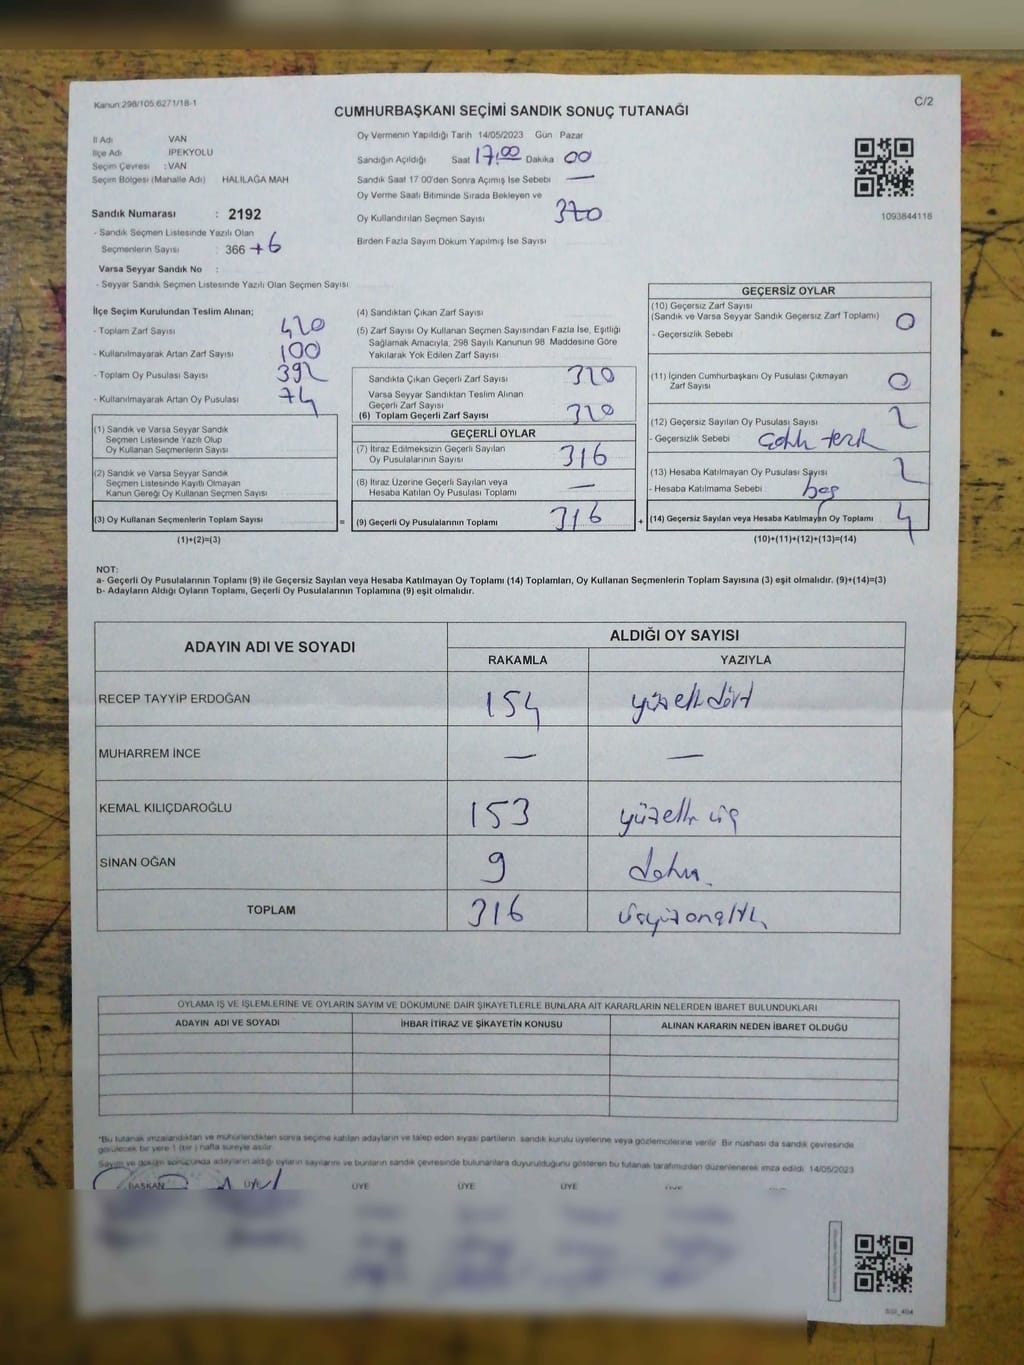 Kanun 298/105,6271/18-1
C/2
CUMHURBAŞKANI SEÇİMİ SANDIK SONUÇ TUTANAĞI
İl Adı VAN
İlçe Adı İPEKYOLU
Seçim Çevresi : VAN
Seçim Bölgesi (Mahalle Adı) HALİLAĞA MAH
Sandık Numarası : 2192
- Sandık Seçmen Listesinde Yazılı Olan
Seçmenlerin Sayısı : 366 + 6
Varsa Seyyar Sandık No :
- Seyyar Sandık Seçmen Listesinde Yazılı Olan Seçmen Sayısı
Oy Vermenin Yapıldığı Tarih 14/05/2023 Gün Pazar
Sandığın Açıldığı Saat 17:00 Dakika 00
Sandık Saat 17 00'den Sonra Açımış İse Sebebi —
Oy Verme Saati Bitiminde Sırada Bekleyen ve
Oy Kullandırılan Seçmen Sayısı 320
Birden Fazla Sayım Döküm Yapılmış İse Sayısı
1093844118
İlçe Seçim Kurulundan Teslim Alınan;
- Toplam Zarf Sayısı 420
- Kullanılmayarak Artan Zarf Sayısı 100
- Toplam Oy Pusulası Sayısı 392
- Kullanılmayarak Artan Oy Pusulası 74
(1) Sandık ve Varsa Seyyar Sandık
Seçmen Listesinde Yazılı Olup
Oy Kullanan Seçmenlerin Sayısı
(2) Sandık ve Varsa Seyyar Sandık
Seçmen Listesinde Kayıtlı Olmayan
Kanun Gereği Oy Kullanan Seçmen Sayısı
(3) Oy Kullanan Seçmenlerin Toplam Sayısı
(1)+(2)=(3)
=
(4) Sandıktan Çıkan Zarf Sayısı
(5) Zarf Sayısı Oy Kullanan Seçmen Sayısından Fazla İse, Eşitliği
Sağlamak Amacıyla, 298 Sayılı Kanunun 98. Maddesine Göre
Yakılarak Yok Edilen Zarf Sayısı
Sandıkta Çıkan Geçerli Zarf Sayısı 320
Varsa Seyyar Sandıktan Teslim Alınan
Geçerli Zarf Sayısı
(6) Toplam Geçerli Zarf Sayısı 320
GEÇERLİ OYLAR
(7) İtiraz Edilmeksizin Geçerli Sayılan
Oy Pusulalarının Sayısı 316
(8) İtiraz Üzerine Geçerli Sayılan veya
Hesaba Katılan Oy Pusulası Toplamı —
(9) Geçerli Oy Pusulalarının Toplamı 316
+
GEÇERSİZ OYLAR
(10) Geçersiz Zarf Sayısı
(Sandık ve Varsa Seyyar Sandık Geçersiz Zarf Toplamı) 0
- Geçersizlik Sebebi
(11) İçinden Cumhurbaşkanı Oy Pusulası Çıkmayan
Zarf Sayısı 0
(12) Geçersiz Sayılan Oy Pusulası Sayısı 2
- Geçersizlik Sebebi
(13) Hesaba Katılmayan Oy Pusulası Sayısı 2
- Hesaba Katılmama Sebebi boş
(14) Geçersiz Sayılan veya Hesaba Katılmayan Oy Toplamı 4
(10)+(11)+(12)+(13)=(14)
NOT:
a- Geçerli Oy Pusulalarının Toplamı (9) ile Geçersiz Sayılan veya Hesaba Katılmayan Oy Toplamı (14) Toplamları, Oy Kullanan Seçmenlerin Toplam Sayısına (3) eşit olmalıdır. (9)+(14)=(3)
b- Adayların Aldığı Oyların Toplamı, Geçerli Oy Pusulalarının Toplamına (9) eşit olmalıdır.
ADAYIN ADI VE SOYADI
ALDIĞI OY SAYISI
RAKAMLA YAZIYLA
RECEP TAYYİP ERDOĞAN 154 yüzellidört
MUHARREM İNCE — —
KEMAL KILIÇDAROĞLU 153 yüzelli üç
SİNAN OĞAN 9 dokuz
TOPLAM 316 üçyüzonaltı
OYLAMA İŞ VE İŞLEMLERİNE VE OYLARIN SAYIM VE DÖKÜMÜNE DAİR ŞİKAYETLERLE BUNLARA AİT KARARLARIN NELERDEN İBARET BULUNDUKLARI
ADAYIN ADI VE SOYADI İHBAR İTİRAZ VE ŞİKAYETİN KONUSU ALINAN KARARIN NEDEN İBARET OLDUĞU
*Bu tutanak imzalandıktan ve mühürlendikten sonra seçime katılan adayların ve talep eden siyasi partilerin sandık kurulu üyelerine veya gözlemcilerine verilir Bir nüshası da sandık çevresinde
görülecek bir yere 1 (bir) hafta süreyle asılır
Sayım ve döküm sonucunda adayların aldığı oyların sayılarını ve bunların sandık çevresinde bulunanlara duyurulduğunu gösteren bu tutanak tarafımızdan düzenlenerek imza edildi 14/05/2023
BAŞKAN ÜYE ÜYE ÜYE ÜYE